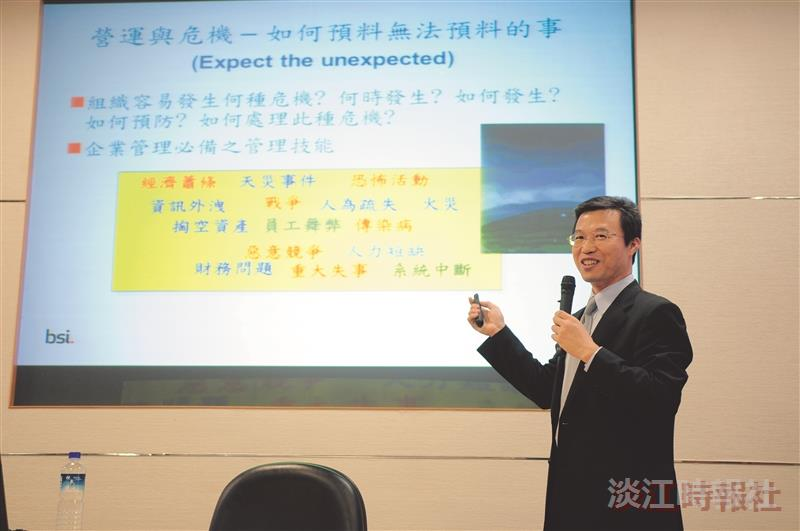 營運與危機－如何預料無法預料的事
(Expect the unexpected)
組織容易發生何種危機？何時發生？如何發生？
如何預防？如何處理此種危機？
企業管理必備之管理技能
經濟蕭條 天災事件 恐怖活動
資訊外洩 戰爭 人為疏失 火災
掏空資產 員工舞弊 傳染病
惡意競爭 人力短缺
財務問題 重大失事 系統中斷
bsi.
淡江時報社